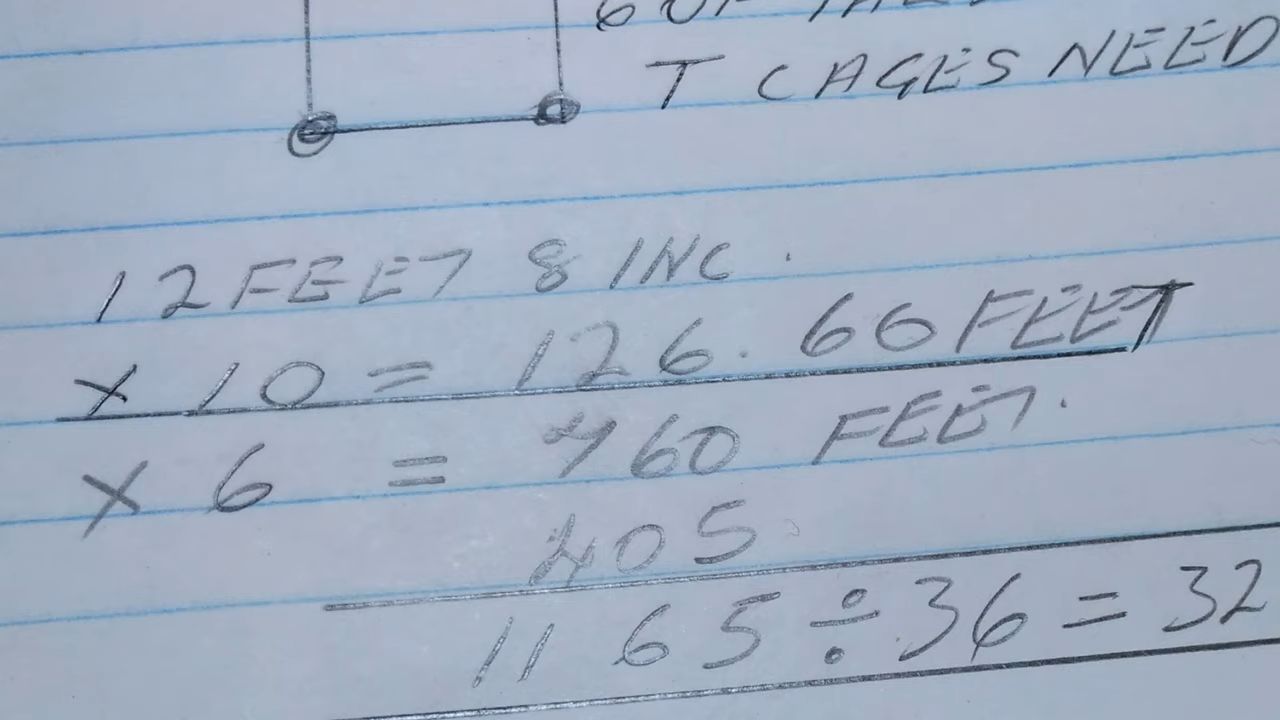 T CAGES NEED
12 FEET 8 INC.
× 10 = 126.66 FEET
× 6 = 760 FEET.
405
1165 ÷ 36 = 32